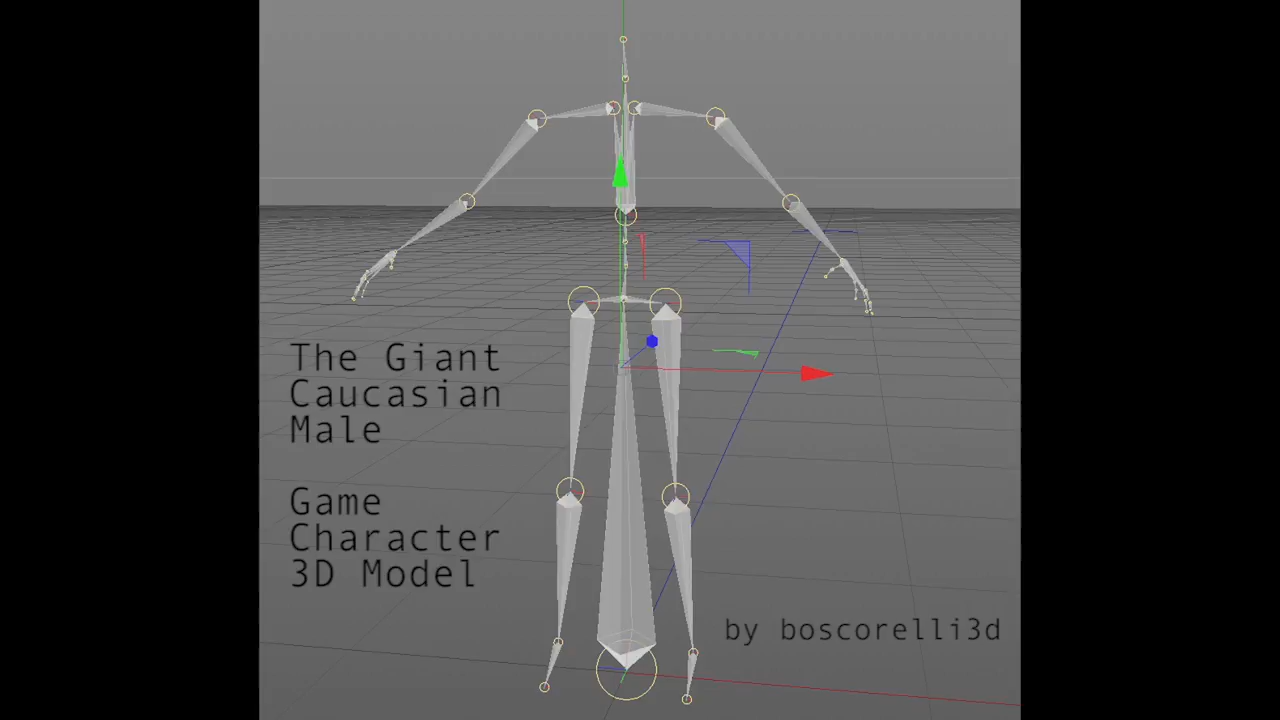 The Giant
Caucasian
Male
Game
Character
3D Model
by boscorelli3d